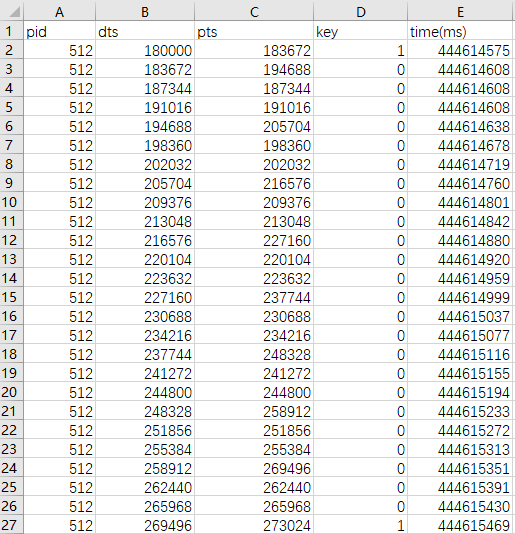 A B C D E
1 pid dts pts key time(ms)
2 512 180000 183672 1 444614575
3 512 183672 194688 0 444614608
4 512 187344 187344 0 444614608
5 512 191016 191016 0 444614608
6 512 194688 205704 0 444614638
7 512 198360 198360 0 444614678
8 512 202032 202032 0 444614719
9 512 205704 216576 0 444614760
10 512 209376 209376 0 444614801
11 512 213048 213048 0 444614842
12 512 216576 227160 0 444614880
13 512 220104 220104 0 444614920
14 512 223632 223632 0 444614959
15 512 227160 237744 0 444614999
16 512 230688 230688 0 444615037
17 512 234216 234216 0 444615077
18 512 237744 248328 0 444615116
19 512 241272 241272 0 444615155
20 512 244800 244800 0 444615194
21 512 248328 258912 0 444615233
22 512 251856 251856 0 444615272
23 512 255384 255384 0 444615313
24 512 258912 269496 0 444615351
25 512 262440 262440 0 444615391
26 512 265968 265968 0 444615430
27 512 269496 273024 1 444615469